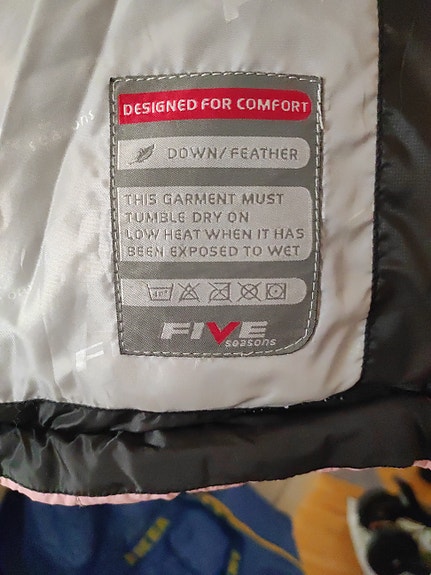 DESIGNED FOR COMFORT
DOWN/FEATHER
THIS GARMENT MUST
TUMBLE DRY ON
LOW HEAT WHEN IT HAS
BEEN EXPOSED TO WET
FIVE
seasons